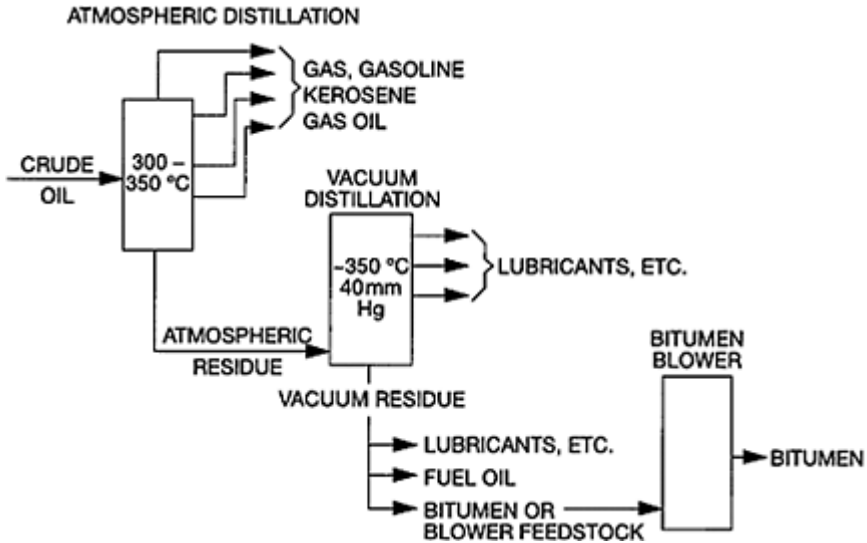 ATMOSPHERIC DISTILLATION
GAS, GASOLINE
KEROSENE
GAS OIL
CRUDE
OIL
300 –
350 °C
VACUUM
DISTILLATION
~350 °C
40mm
Hg
LUBRICANTS, ETC.
ATMOSPHERIC
RESIDUE
BITUMEN
BLOWER
VACUUM RESIDUE
LUBRICANTS, ETC.
FUEL OIL
BITUMEN OR
BLOWER FEEDSTOCK
BITUMEN